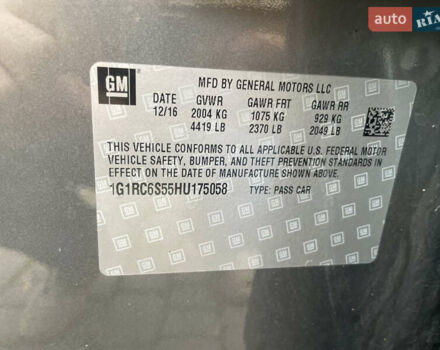 auto RIA
GM
MFD BY GENERAL MOTORS LLC
DATE GVWR GAWR FRT GAWR RR
12/16 2004 KG 1075 KG 929 KG
4419 LB 2370 LB 2049 LB
THIS VEHICLE CONFORMS TO ALL APPLICABLE U.S. FEDERAL MOTOR
VEHICLE SAFETY, BUMPER, AND THEFT PREVENTION STANDARDS IN
EFFECT ON THE DATE OF MANUFACTURE SHOWN ABOVE.
1G1RC6S55HU175058 TYPE: PASS CAR